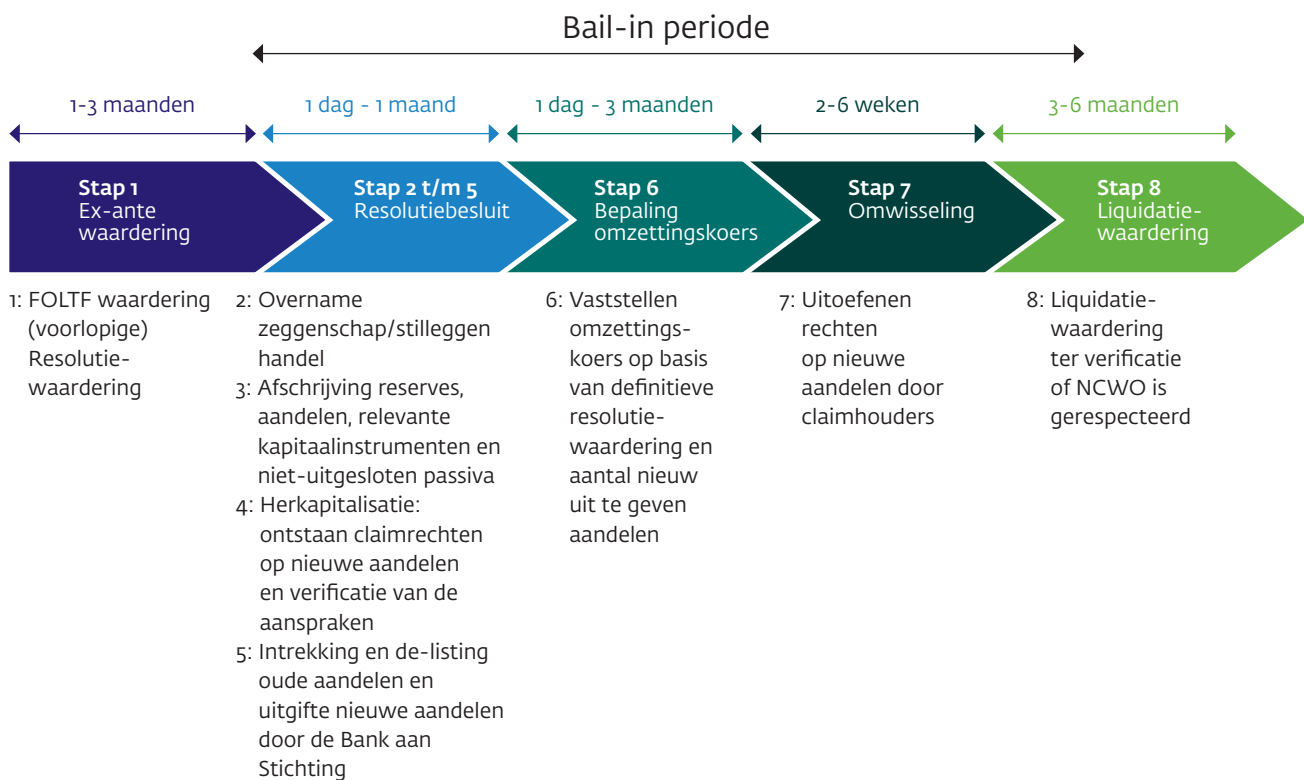 Bail-in periode
1-3 maanden
1 dag - 1 maand
1 dag - 3 maanden
2-6 weken
3-6 maanden
Stap 1
Ex-ante
waardering
Stap 2 t/m 5
Resolutiebesluit
Stap 6
Bepaling
omzettingskoers
Stap 7
Omwisseling
Stap 8
Liquidatie-
waardering
1: FOLTF waardering
(voorlopige)
Resolutie-
waardering
2: Overname
zeggenschap/stilleggen
handel
3: Afschrijving reserves,
aandelen, relevante
kapitaalinstrumenten en
niet-uitgesloten passiva
4: Herkapitalisatie:
ontstaan claimrechten
op nieuwe aandelen
en verificatie van de
aanspraken
5: Intrekking en de-listing
oude aandelen en
uitgifte nieuwe aandelen
door de Bank aan
Stichting
6: Vaststellen
omzettings-
koers op basis
van definitieve
resolutie-
waardering en
aantal nieuw
uit te geven
aandelen
7: Uitoefenen
rechten
op nieuwe
aandelen door
claimhouders
8: Liquidatie-
waardering
ter verificatie
of NCWO is
gerespecteerd